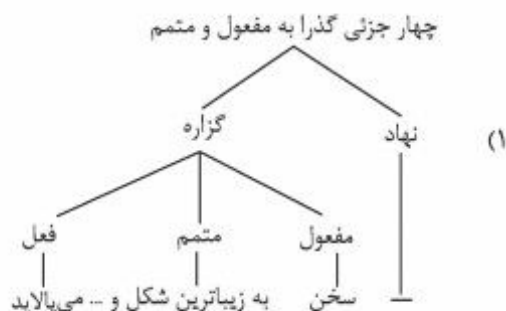 چهار جزئی گذرا به مفعول و متمم
۱)
نهاد گزاره
مفعول متمم فعل
— سخن به زیباترین شکل و ... می‌پالاید